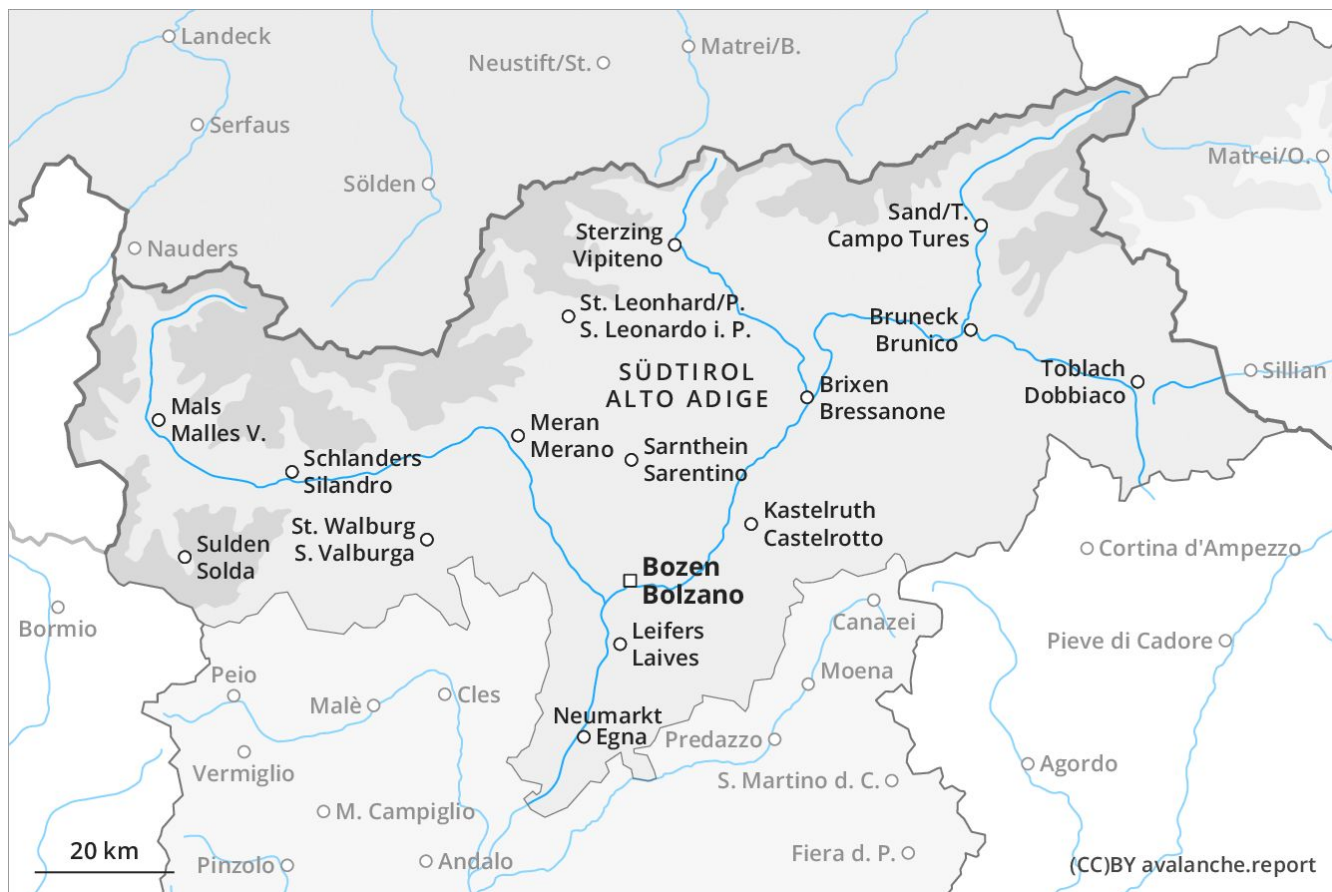 Landeck
Matrei/B.
Neustift/St.
Serfaus
Matrei/O.
Sölden
Sand/T.
Campo Tures
Sterzing
Vipiteno
Nauders
St. Leonhard/P.
S. Leonardo i. P.
Bruneck
Brunico
SÜDTIROL
ALTO ADIGE
Toblach
Dobbiaco
Sillian
Brixen
Bressanone
Mals
Malles V.
Meran
Merano
Sarnthein
Sarentino
Schlanders
Silandro
Kastelruth
Castelrotto
St. Walburg
S. Valburga
Sulden
Solda
Cortina d'Ampezzo
Bozen
Bolzano
Bormio
Canazei
Leifers
Laives
Pieve di Cadore
Peio
Moena
Malè
Cles
Neumarkt
Egna
Predazzo
Vermiglio
Agordo
S. Martino d. C.
M. Campiglio
20 km
Pinzolo
Andalo
Fiera d. P.
(CC)BY avalanche.report